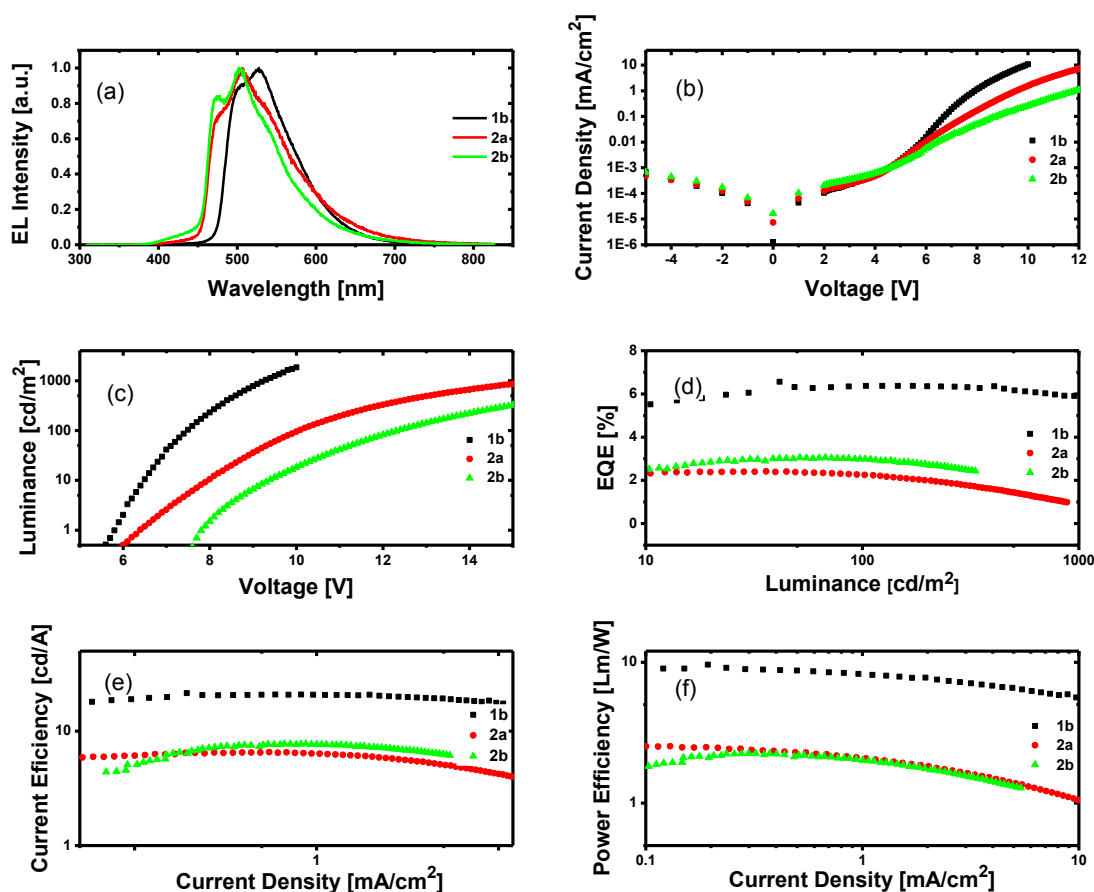 (a)
EL Intensity [a.u.]
1.0
0.8
0.6
0.4
0.2
0.0
300 400 500 600 700 800
Wavelength [nm]
1b
2a
2b
(b)
Current Density [mA/cm2]
10
1
0.1
0.01
1E-3
1E-4
1E-5
1E-6
-4 -2 0 2 4 6 8 10 12
Voltage [V]
1b
2a
2b
(c)
Luminance [cd/m2]
1000
100
10
1
6 8 10 12 14
Voltage [V]
1b
2a
2b
(d)
EQE [%]
8
6
4
2
0
10 100 1000
Luminance [cd/m2]
1b
2a
2b
(e)
Current Eficiency [cd/A]
10
1
1
Current Density [mA/cm2]
1b
2a
2b
(f)
Power Efficiency [Lm/W]
10
1
0.1 1 10
Current Density [mA/cm2]
1b
2a
2b